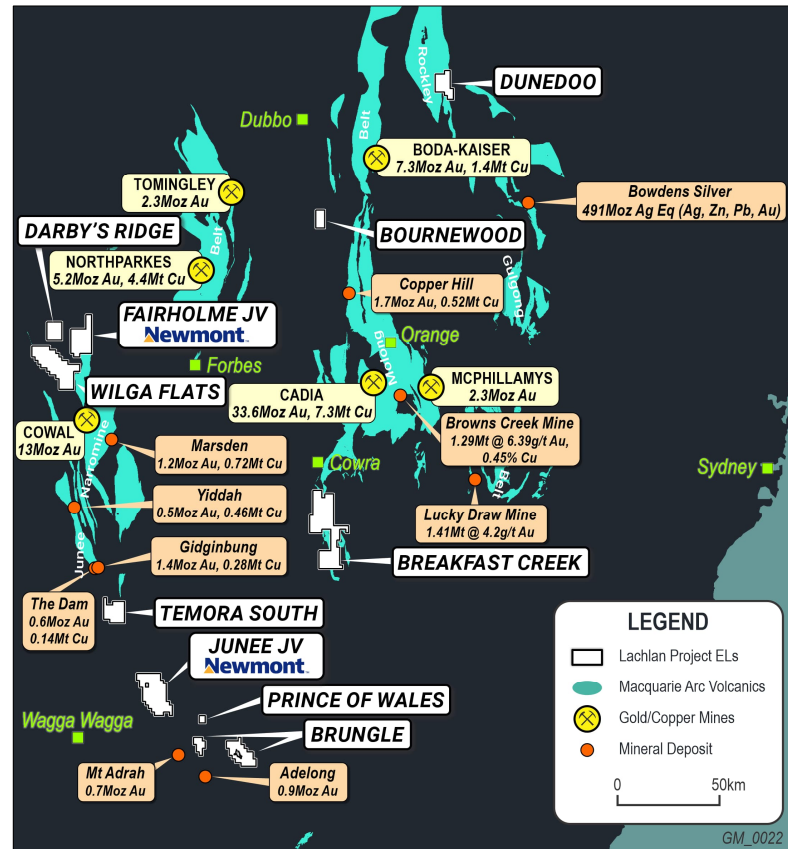 Rockley
DUNEDOO
Dubbo
Belt
BODA-KAISER
7.3Moz Au, 1.4Mt Cu
TOMINGLEY
2.3Moz Au
Bowdens Silver
491Moz Ag Eq (Ag, Zn, Pb, Au)
DARBY'S RIDGE
BOURNEWOOD
Belt
NORTHPARKES
5.2Moz Au, 4.4Mt Cu
Gulgong
Copper Hill
1.7Moz Au, 0.52Mt Cu
FAIRHOLME JV
Newmont™
Orange
Molong
Forbes
WILGA FLATS
CADIA
33.6Moz Au, 7.3Mt Cu
MCPHILLAMYS
2.3Moz Au
COWAL
13Moz Au
Browns Creek Mine
1.29Mt @ 6.39g/t Au,
0.45% Cu
Narromine
Marsden
1.2Moz Au, 0.72Mt Cu
Cowra
Belt
Sydney
Yiddah
0.5Moz Au, 0.46Mt Cu
Lucky Draw Mine
1.41Mt @ 4.2g/t Au
Junee
Gidginbung
1.4Moz Au, 0.28Mt Cu
BREAKFAST CREEK
The Dam
0.6Moz Au
0.14Mt Cu
TEMORA SOUTH
JUNEE JV
Newmont™
PRINCE OF WALES
Wagga Wagga
BRUNGLE
Mt Adrah
0.7Moz Au
Adelong
0.9Moz Au
LEGEND
Lachlan Project ELs
Macquarie Arc Volcanics
Gold/Copper Mines
Mineral Deposit
0 50km
GM_0022